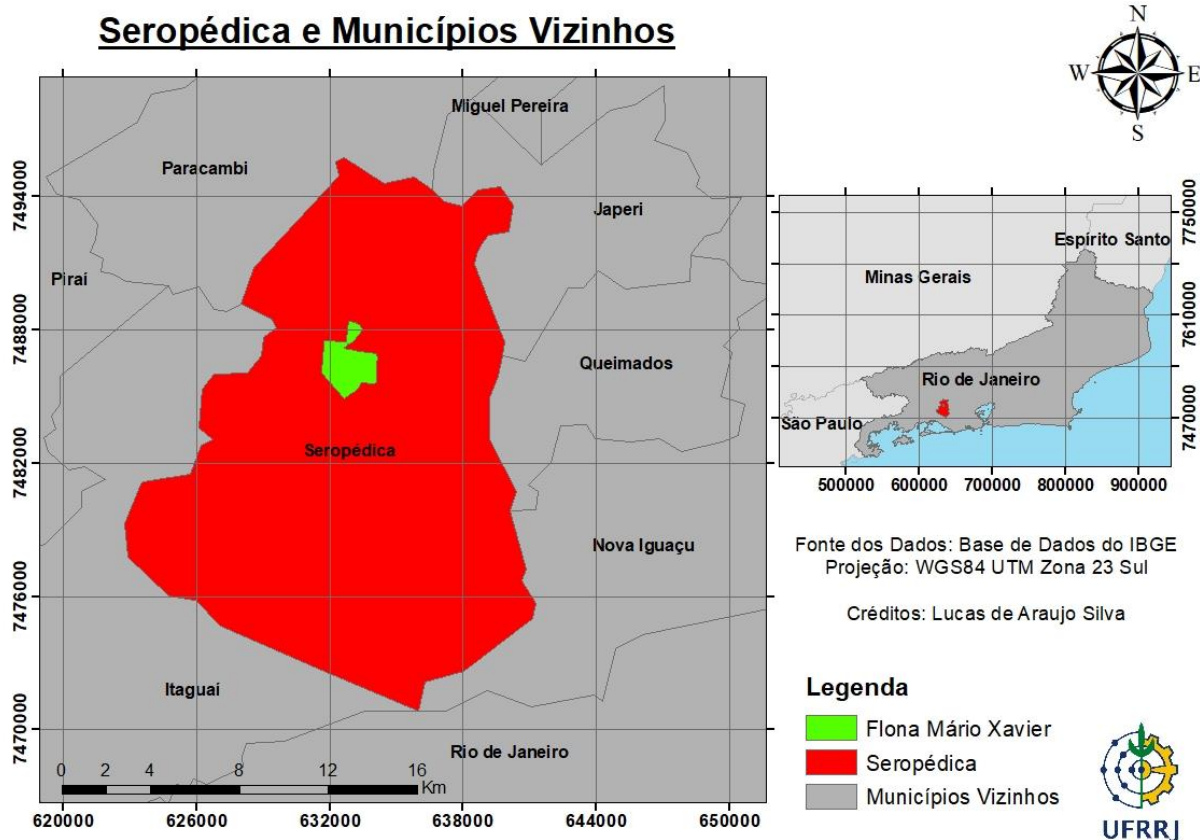 Seropédica e Municípios Vizinhos
N
W
E
S
Miguel Pereira
Paracambi
Japeri
Piraí
Queimados
Seropédica
Nova Iguaçu
Itaguaí
Rio de Janeiro
7494000
7488000
7482000
7476000
7470000
0 2 4 8 12 16
Km
620000 626000 632000 638000 644000 650000
Espírito Santo
Minas Gerais
Rio de Janeiro
São Paulo
7750000
7610000
7470000
500000 600000 700000 800000 900000
Fonte dos Dados: Base de Dados do IBGE
Projeção: WGS84 UTM Zona 23 Sul
Créditos: Lucas de Araujo Silva
Legenda
Flona Mário Xavier
Seropédica
Municípios Vizinhos
UFRRJ